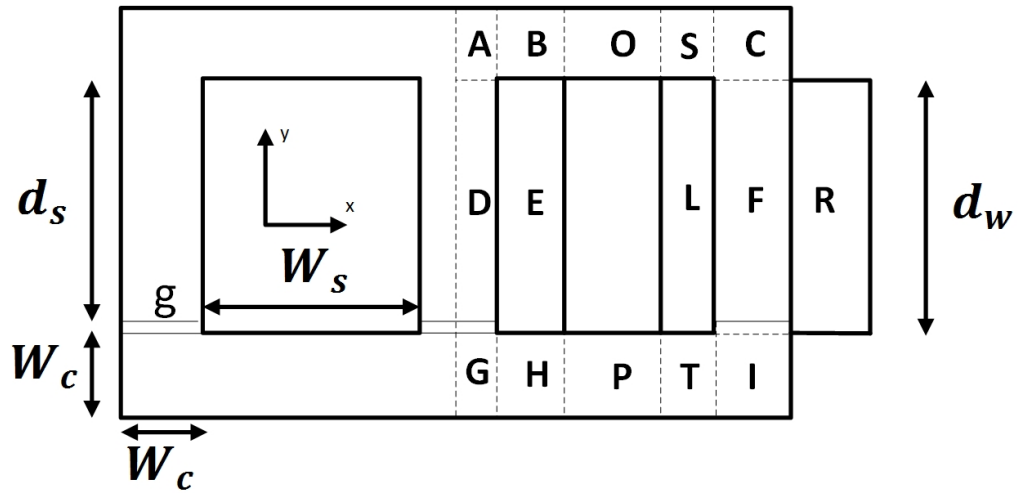 A B O S C
y
d_s
D E L F R
d_w
x
W_s
g
W_c
G H P T I
W_c